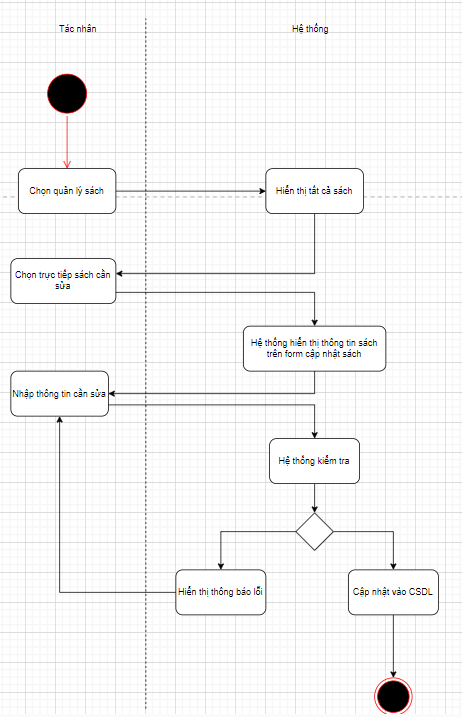 Tác nhân
Hệ thống
Chọn quản lý sách
Hiển thị tất cả sách
Chọn trực tiếp sách cần
sửa
Hệ thống hiển thị thông tin sách
trên form cập nhật sách
Nhập thông tin cần sửa
Hệ thống kiểm tra
Hiển thị thông báo lỗi
Cập nhật vào CSDL